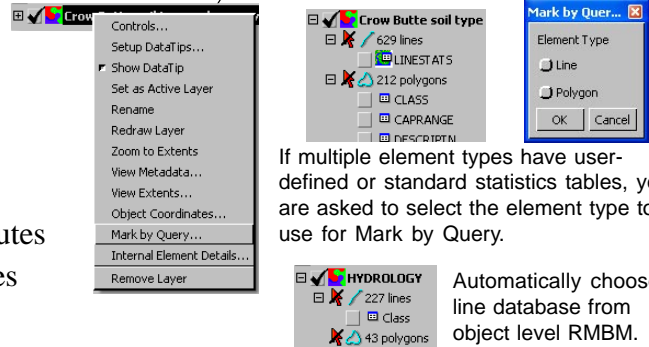 Crow
Controls...
Setup DataTips...
Show DataTip
Set as Active Layer
Rename
Redraw Layer
Zoom to Extents
View Metadata...
View Extents...
Object Coordinates...
Mark by Query...
Internal Element Details...
Remove Layer
Crow Butte soil type
629 lines
LINESTATS
212 polygons
CLASS
CAPRANGE
DESCRIPTN
Mark by Quer...
Element Type
Line
Polygon
OK Cancel
If multiple element types have user-
defined or standard statistics tables,
are asked to select the element type to
use for Mark by Query.
HYDROLOGY
227 lines
Class
43 polygons
Automatically choose
line database from
object level RMBM.